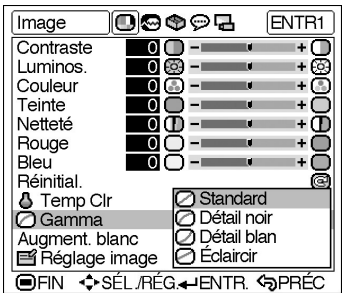 Image ENTR1
Contraste 0 - +
Luminos. 0 - +
Couleur 0 - +
Teinte 0 - +
Netteté 0 - +
Rouge 0 - +
Bleu 0 - +
Réinitial.
Temp Clr
Gamma
Augment. blanc
Réglage image
Standard
Détail noir
Détail blan
Éclaircir
FIN SÉL./RÉG. ENTR. PRÉC